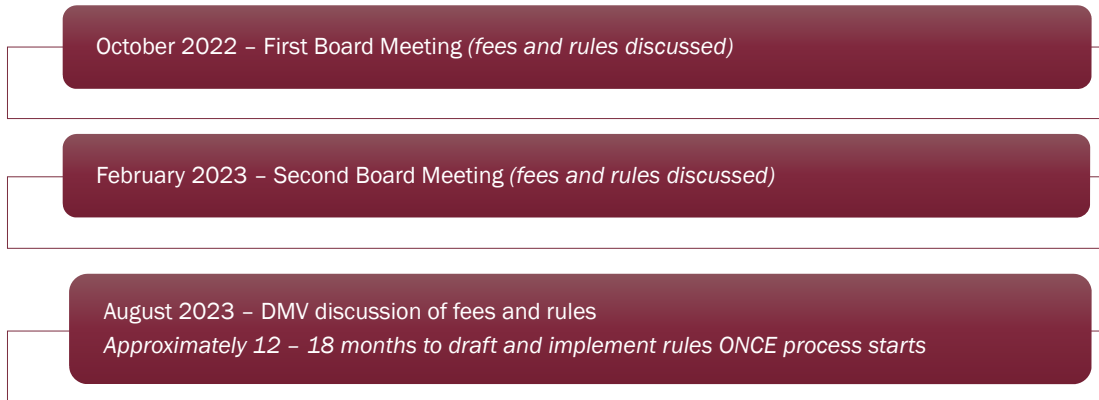 October 2022 – First Board Meeting (fees and rules discussed)
February 2023 – Second Board Meeting (fees and rules discussed)
August 2023 – DMV discussion of fees and rules
Approximately 12 – 18 months to draft and implement rules ONCE process starts